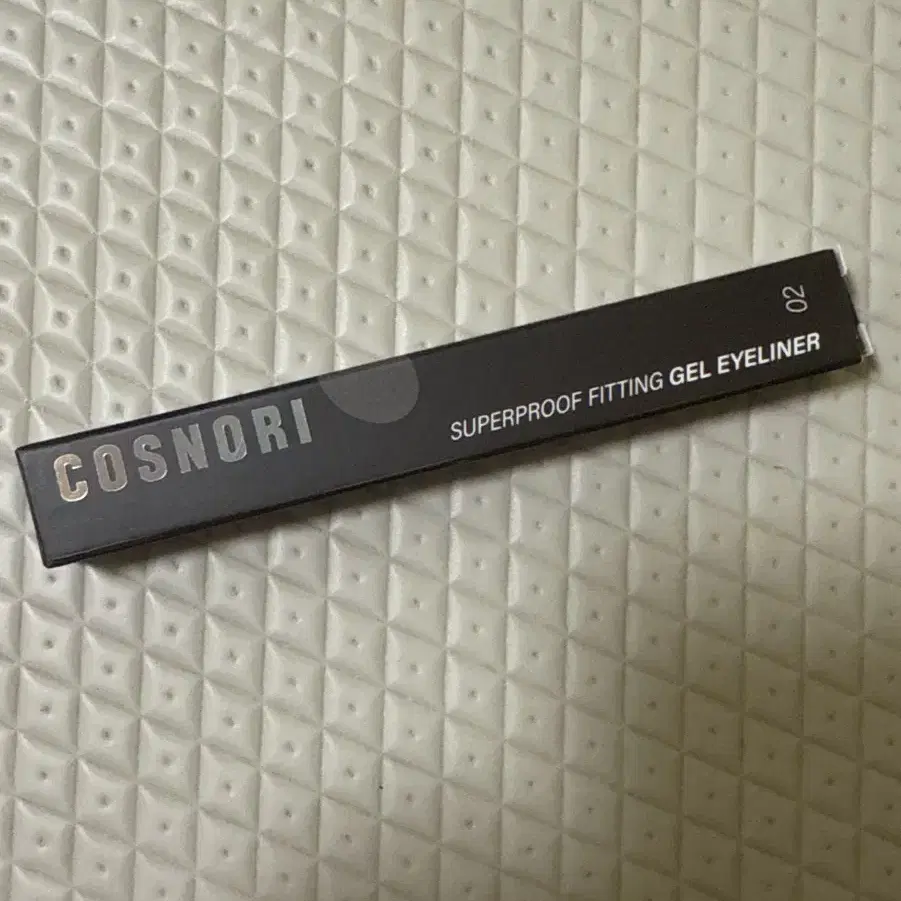 COSNORI
SUPERPROOF FITTING GEL EYELINER
02